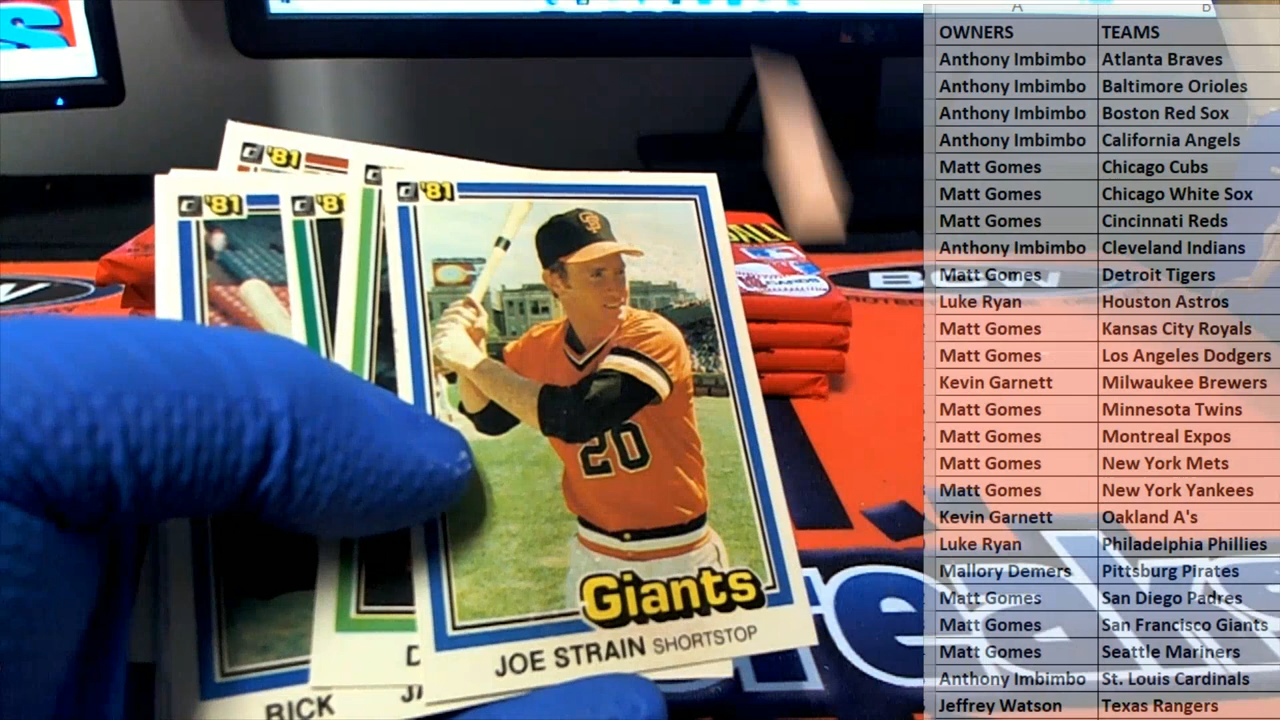 A B
OWNERS TEAMS
Anthony Imbimbo Atlanta Braves
Anthony Imbimbo Baltimore Orioles
Anthony Imbimbo Boston Red Sox
Anthony Imbimbo California Angels
Matt Gomes Chicago Cubs
Matt Gomes Chicago White Sox
Matt Gomes Cincinnati Reds
Anthony Imbimbo Cleveland Indians
Matt Gomes Detroit Tigers
Luke Ryan Houston Astros
Matt Gomes Kansas City Royals
Matt Gomes Los Angeles Dodgers
Kevin Garnett Milwaukee Brewers
Matt Gomes Minnesota Twins
Matt Gomes Montreal Expos
Matt Gomes New York Mets
Matt Gomes New York Yankees
Kevin Garnett Oakland A's
Luke Ryan Philadelphia Phillies
Mallory Demers Pittsburg Pirates
Matt Gomes San Diego Padres
Matt Gomes San Francisco Giants
Matt Gomes Seattle Mariners
Anthony Imbimbo St. Louis Cardinals
Jeffrey Watson Texas Rangers
'81
'81
'81
'81
SF
20
Giants
JOE STRAIN SHORTSTOP
RICK
BCW